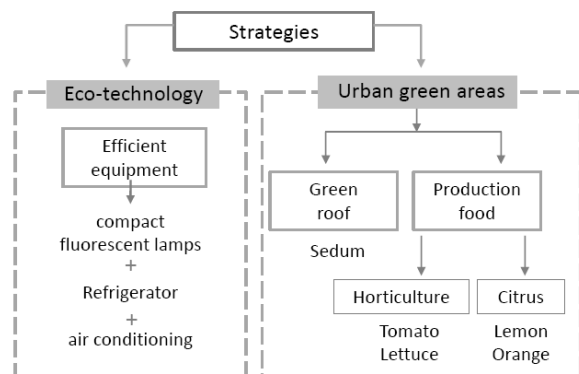 Strategies
Eco-technology
Efficient
equipment
compact
fluorescent lamps
+
Refrigerator
+
air conditioning
Urban green areas
Green
roof
Sedum
Production
food
Horticulture
Tomato
Lettuce
Citrus
Lemon
Orange